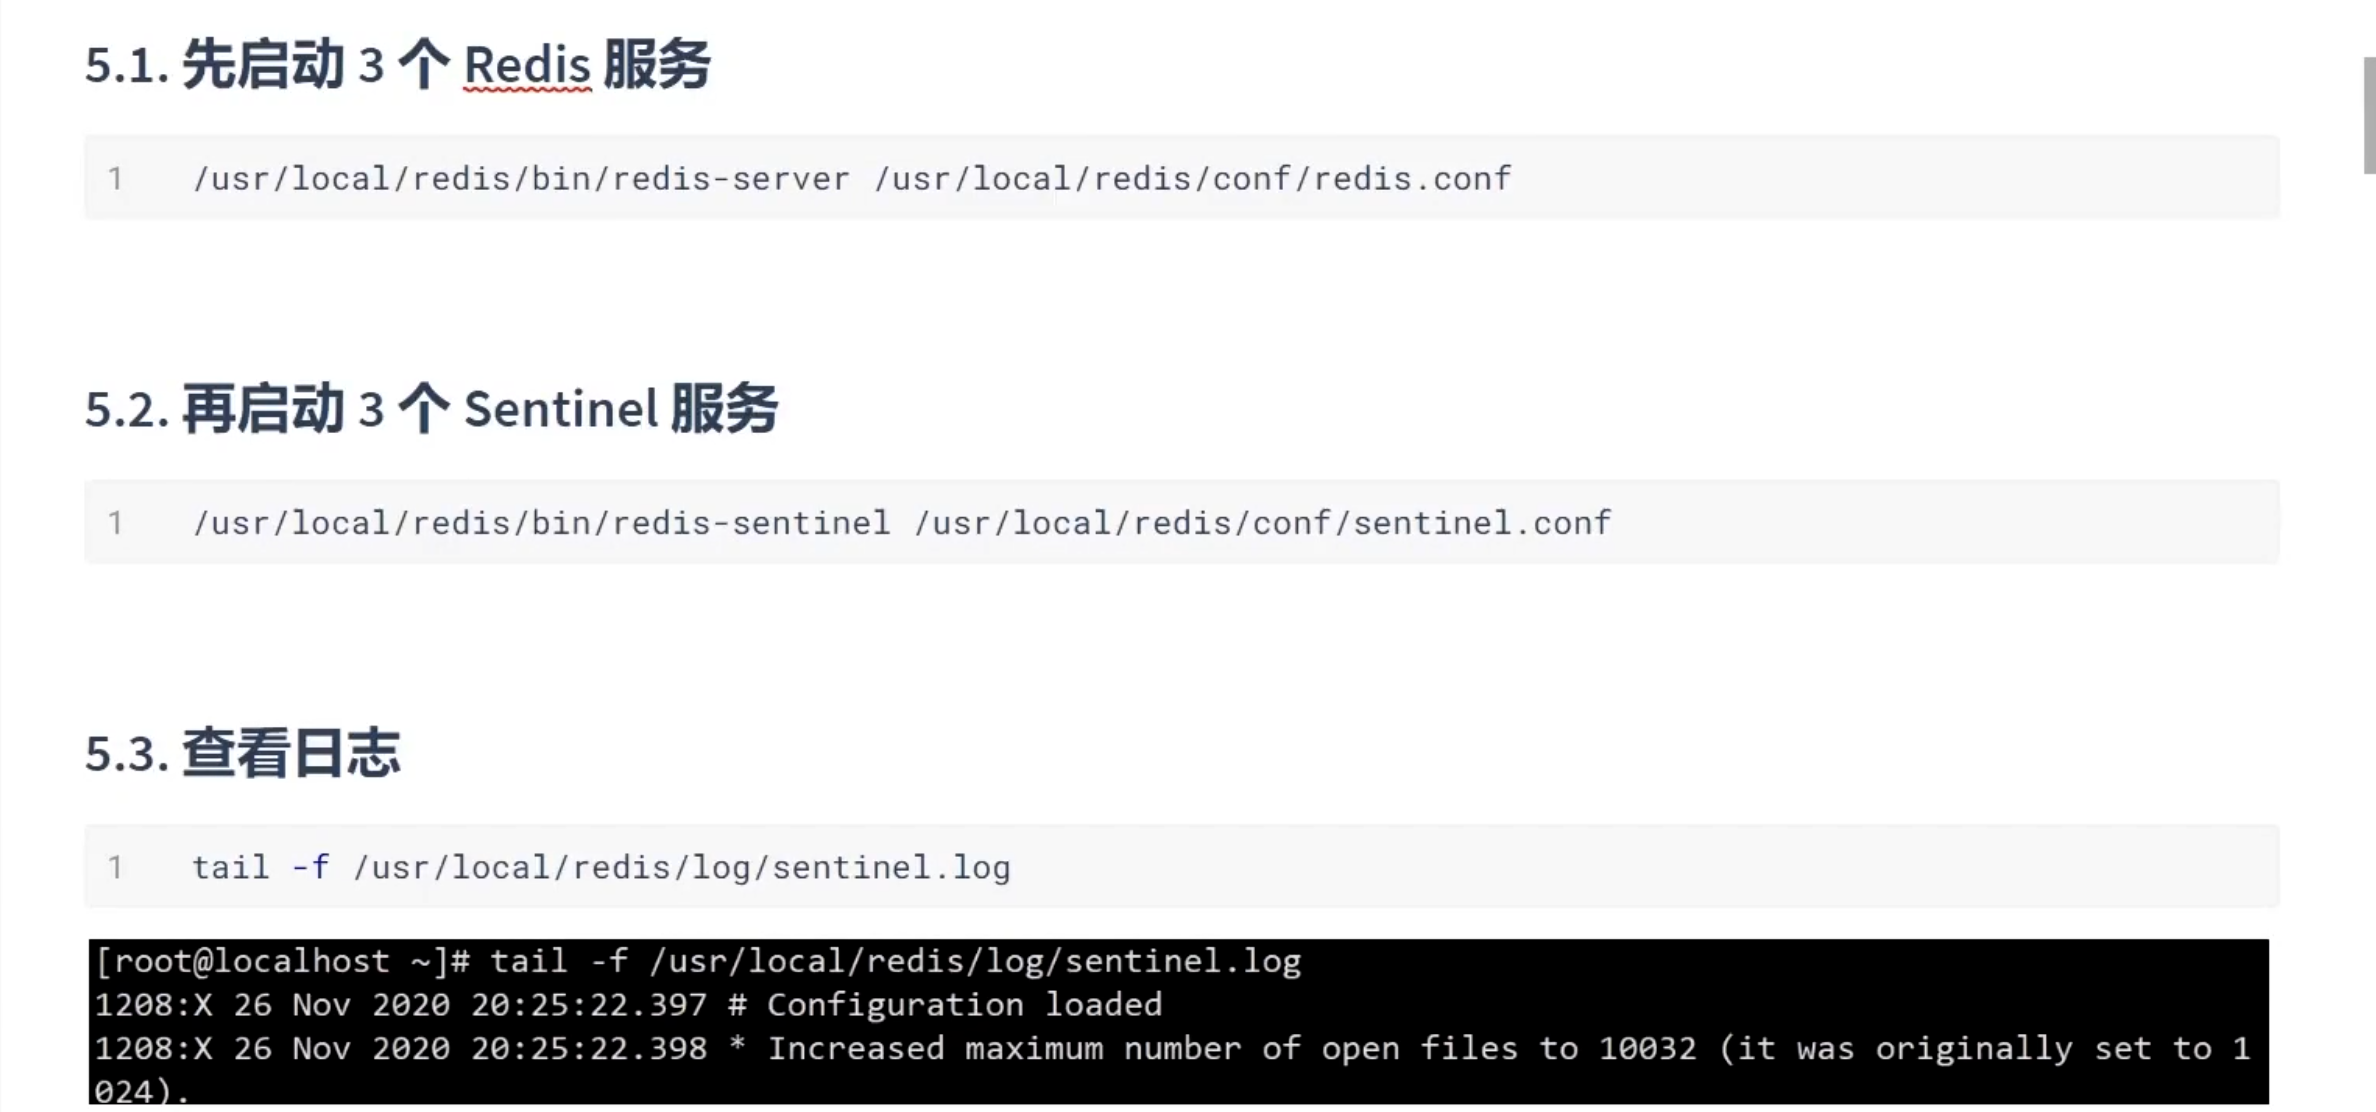 5.1. 先启动 3 个 Redis 服务
1 /usr/local/redis/bin/redis-server /usr/local/redis/conf/redis.conf
5.2. 再启动 3 个 Sentinel 服务
1 /usr/local/redis/bin/redis-sentinel /usr/local/redis/conf/sentinel.conf
5.3. 查看日志
1 tail -f /usr/local/redis/log/sentinel.log
[root@localhost ~]# tail -f /usr/local/redis/log/sentinel.log
1208:X 26 Nov 2020 20:25:22.397 # Configuration loaded
1208:X 26 Nov 2020 20:25:22.398 * Increased maximum number of open files to 10032 (it was originally set to 1
024).